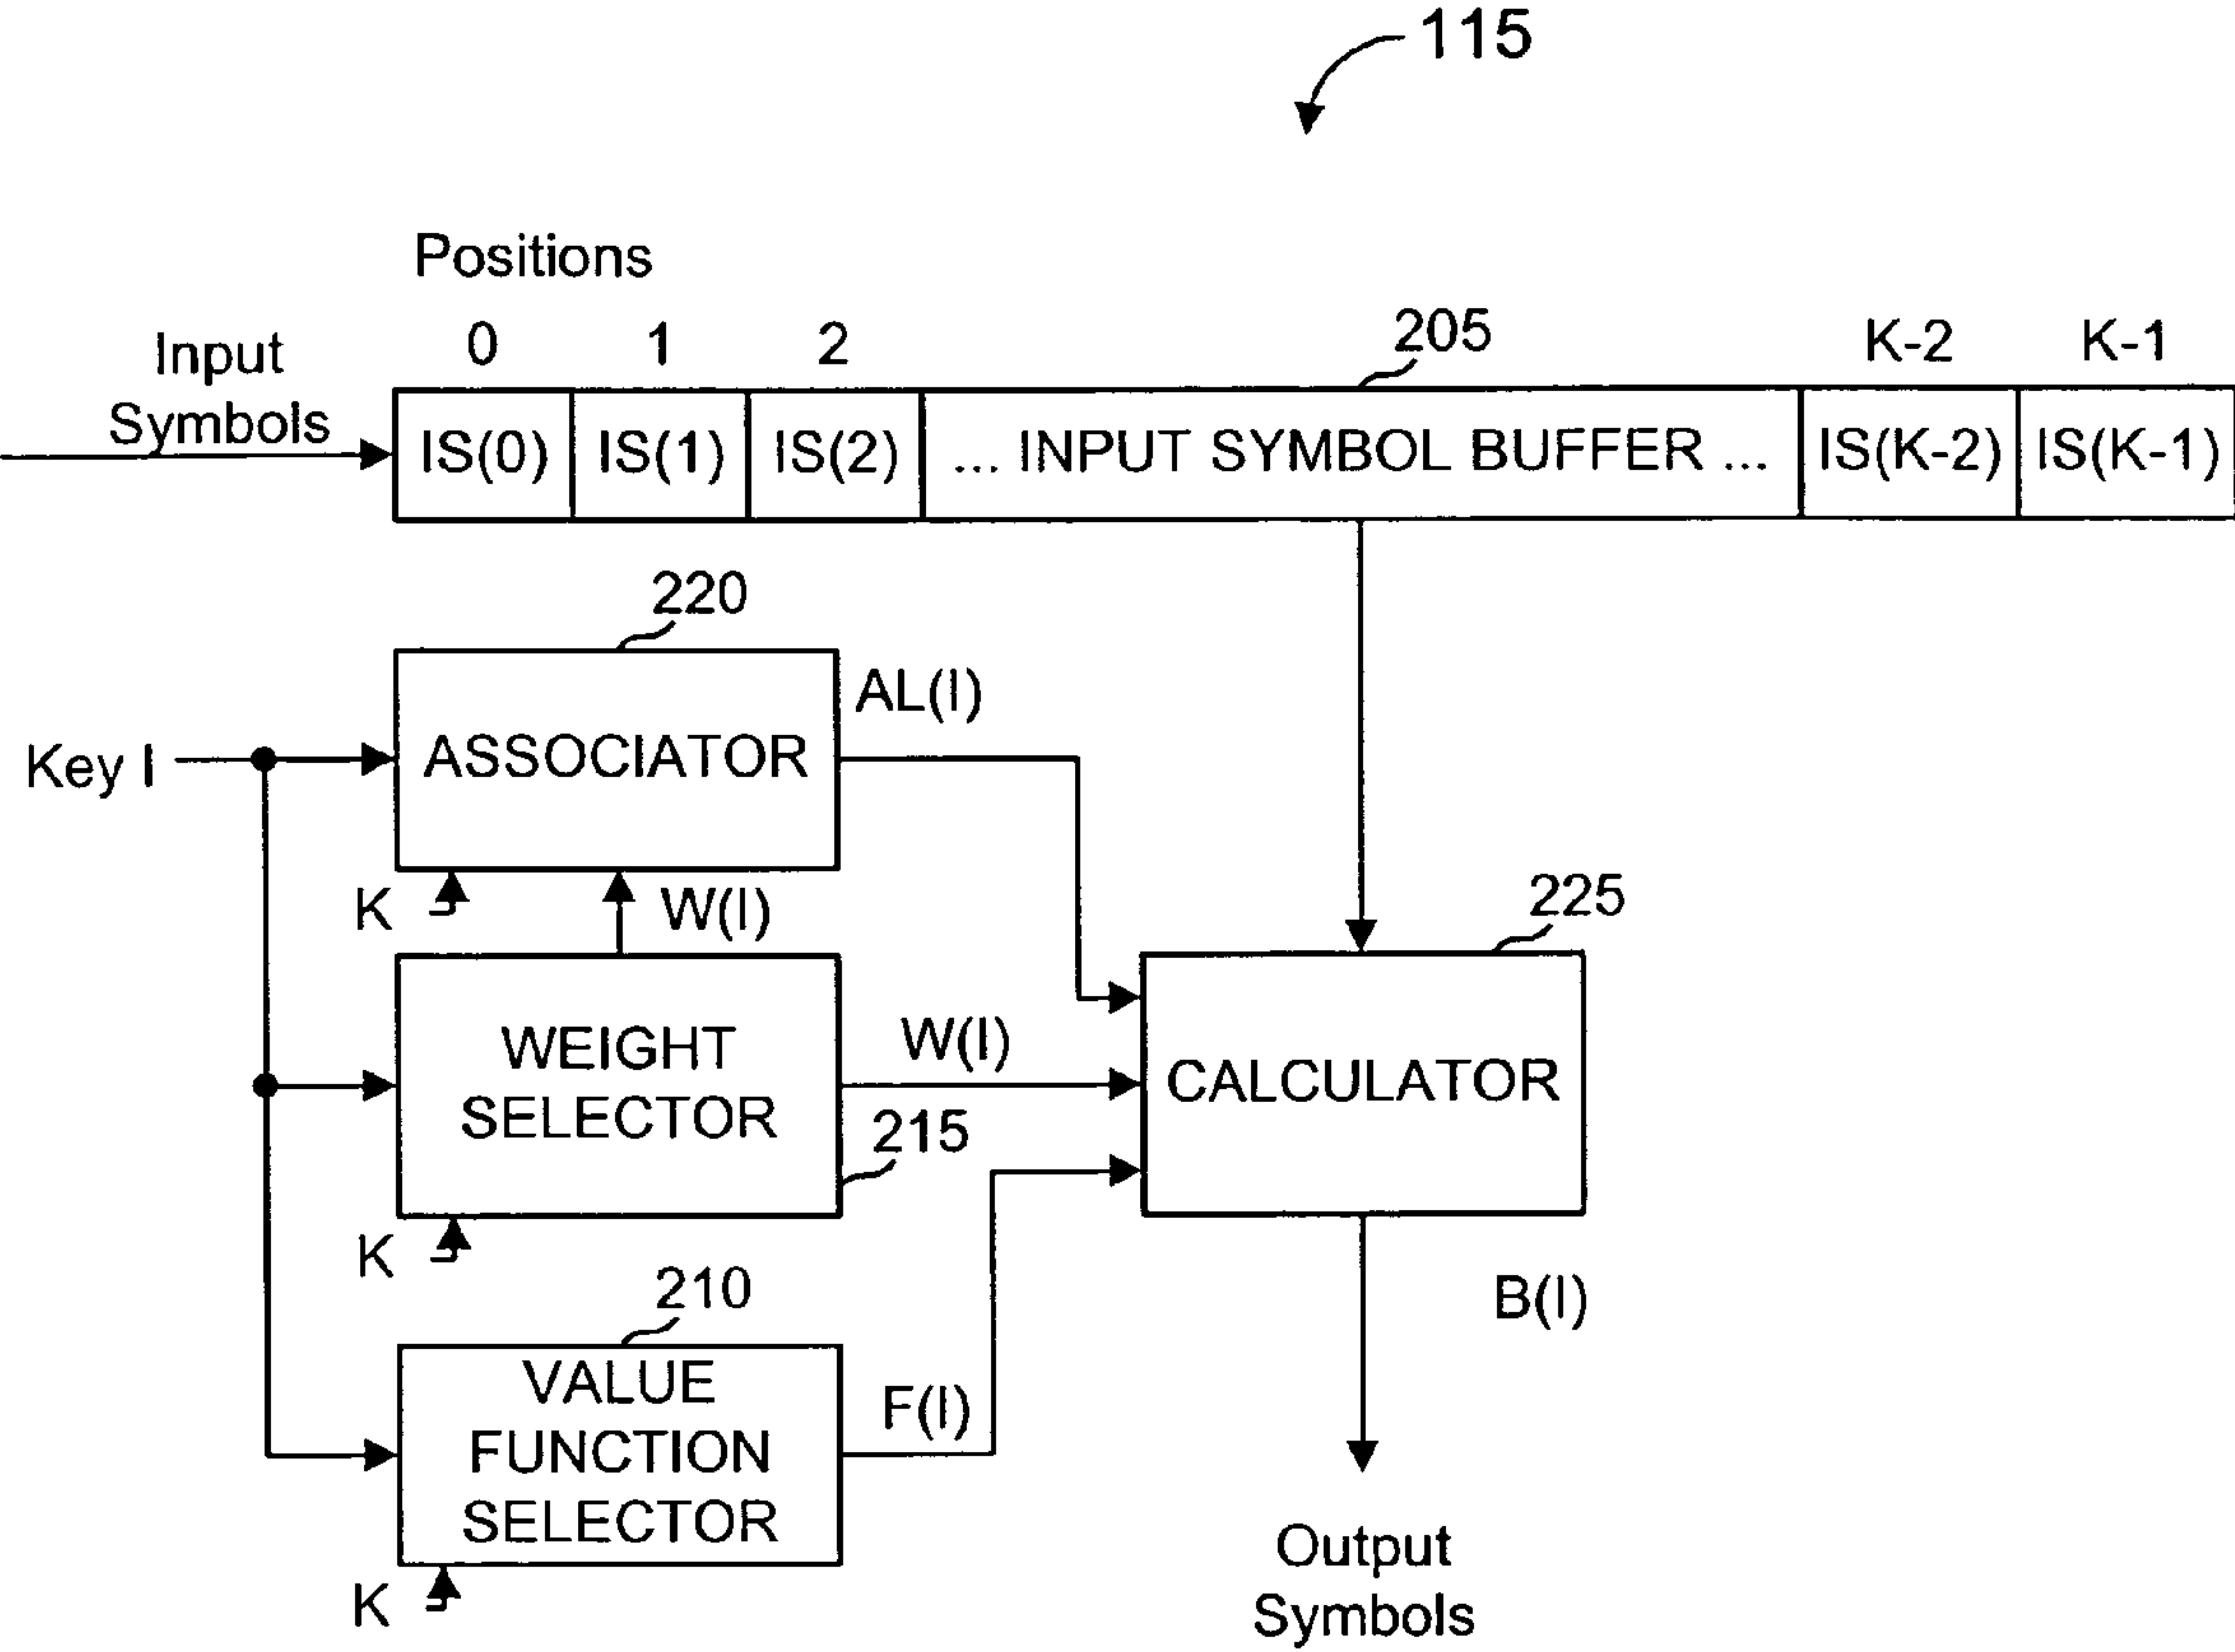 115
Positions
Input
Symbols
0 1 2 205 K-2 K-1
IS(0) IS(1) IS(2) ... INPUT SYMBOL BUFFER ... IS(K-2) IS(K-1)
220
AL(I)
Key I
ASSOCIATOR
K
W(I)
225
WEIGHT
SELECTOR
W(I)
215
CALCULATOR
K
210
B(I)
VALUE
FUNCTION
SELECTOR
F(I)
K
Output
Symbols